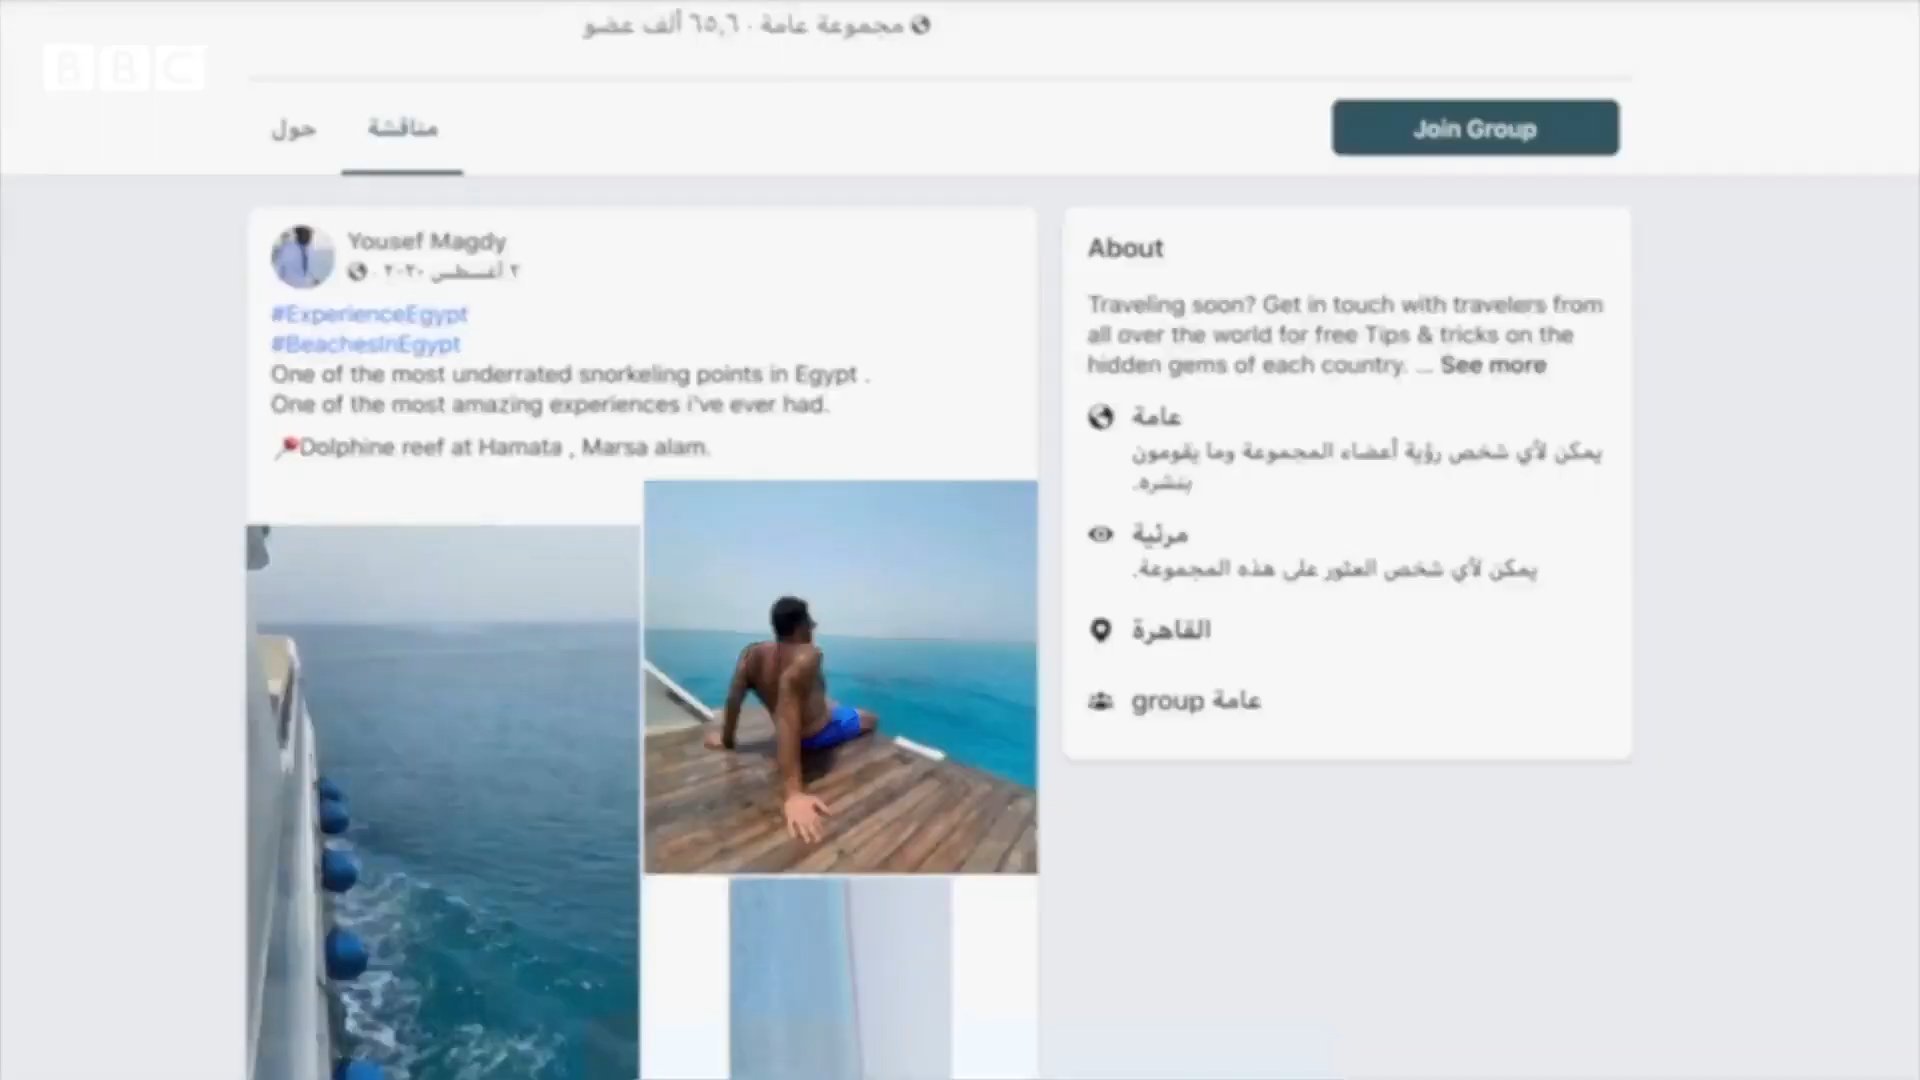 مجموعة عامة · ٦٥٫٦ ألف عضو
BBC
حول
مناقشة
Join Group
Yousef Magdy
٢ أغسطس ٢٠٢٠ ·
#ExperienceEgypt
#BeachesInEgypt
One of the most underrated snorkeling points in Egypt .
One of the most amazing experiences i've ever had.
📍Dolphine reef at Hamata , Marsa alam.
About
Traveling soon? Get in touch with travelers from
all over the world for free Tips & tricks on the
hidden gems of each country. ... See more
عامة
يمكن لأي شخص رؤية أعضاء المجموعة وما يقومون
بنشره.
مرئية
يمكن لأي شخص العثور على هذه المجموعة.
القاهرة
group عامة